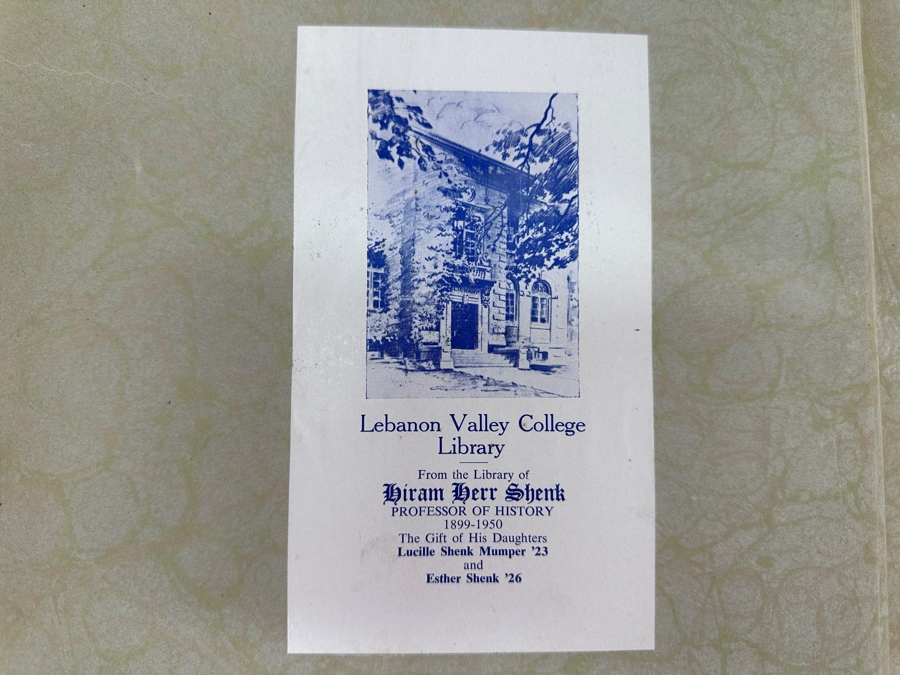 Lebanon Valley College
Library
From the Library of
Hiram Herr Shenk
PROFESSOR OF HISTORY
1899-1950
The Gift of His Daughters
Lucille Shenk Mumper '23
and
Esther Shenk '26